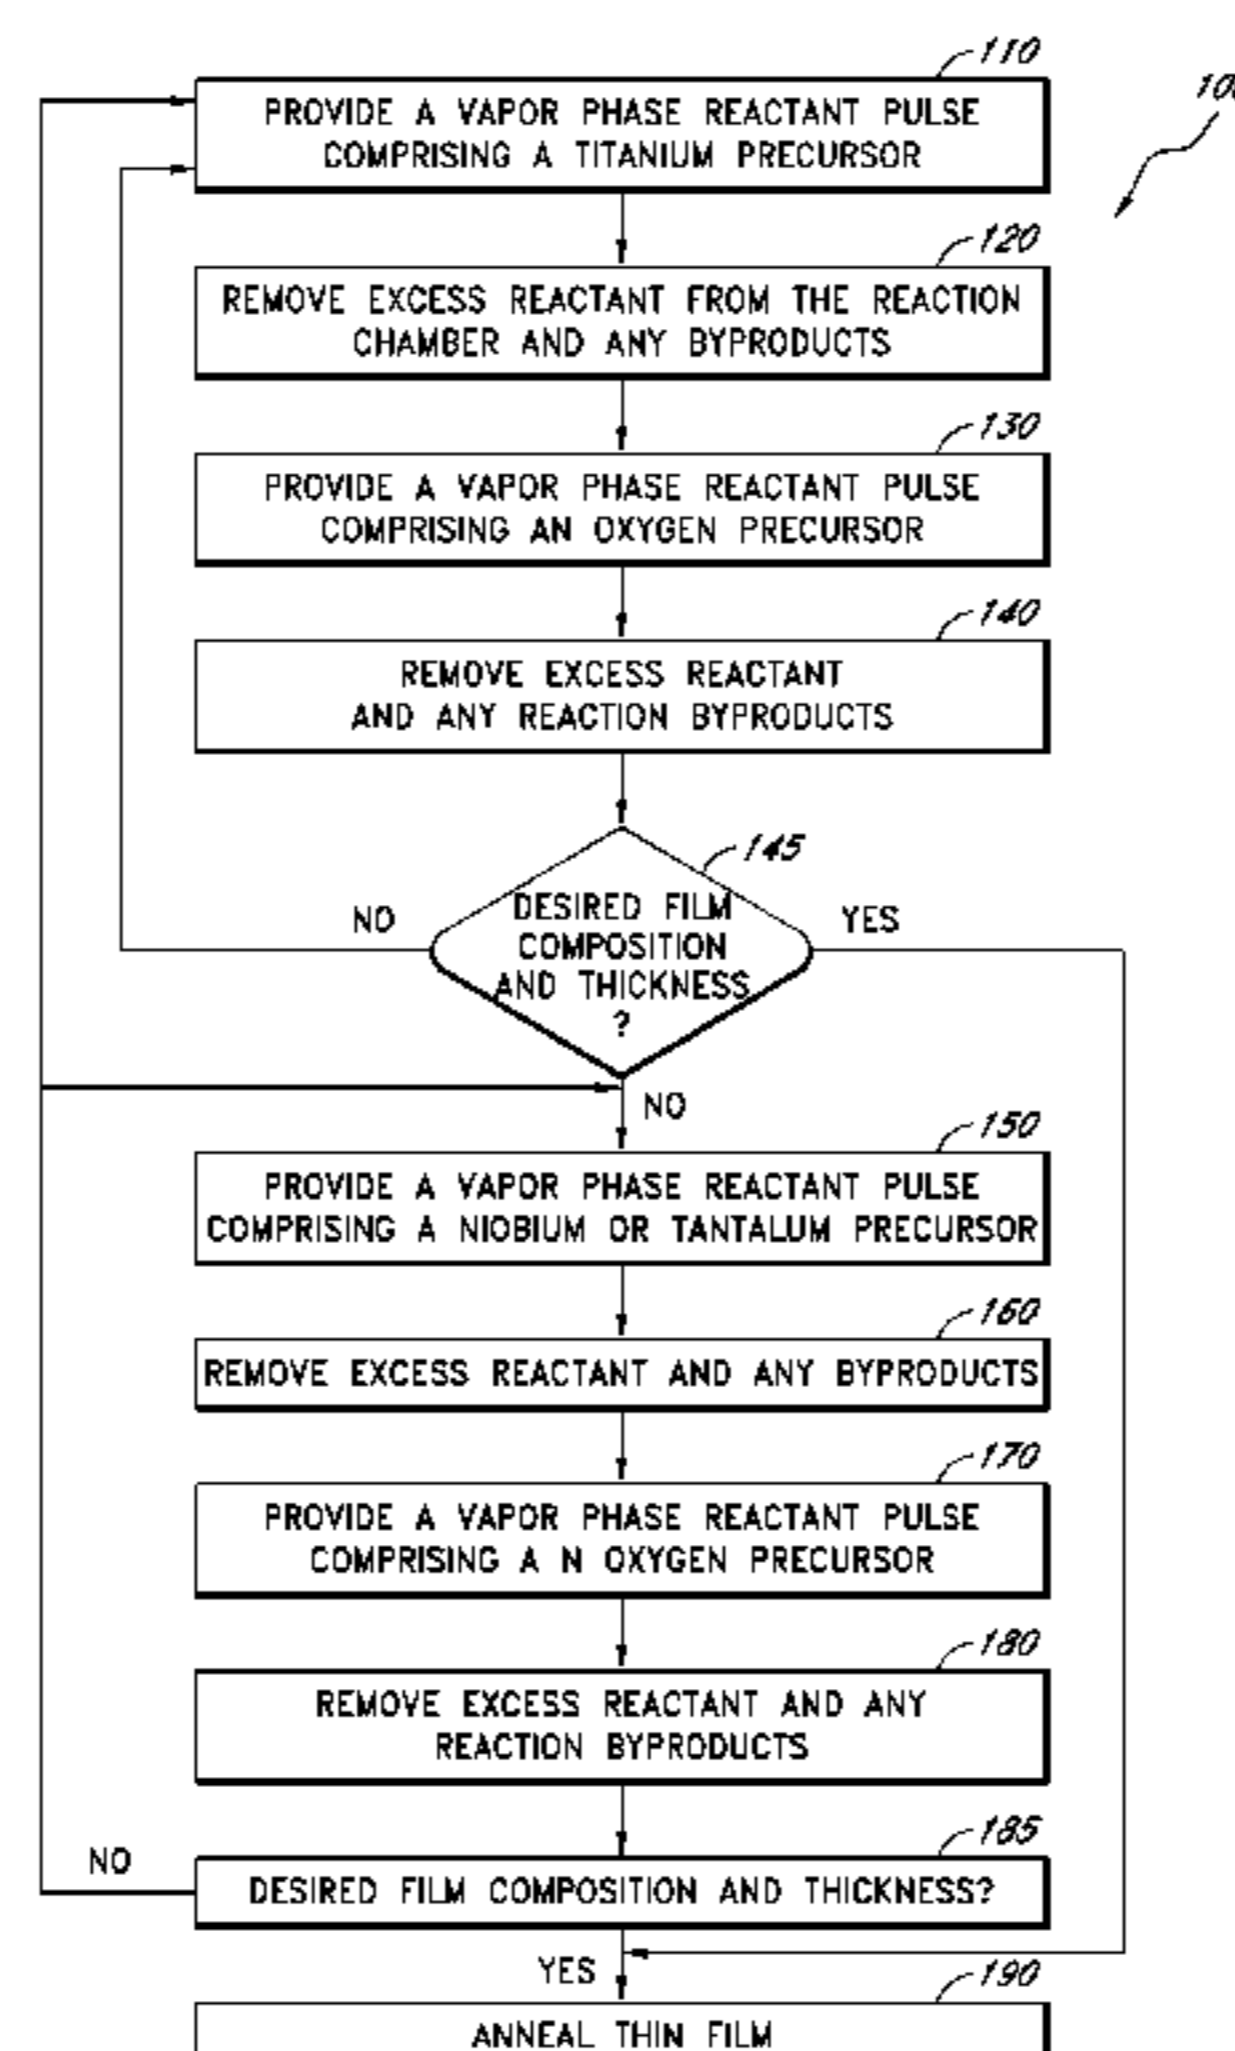 110
100
PROVIDE A VAPOR PHASE REACTANT PULSE
COMPRISING A TITANIUM PRECURSOR
120
REMOVE EXCESS REACTANT FROM THE REACTION
CHAMBER AND ANY BYPRODUCTS
130
PROVIDE A VAPOR PHASE REACTANT PULSE
COMPRISING AN OXYGEN PRECURSOR
140
REMOVE EXCESS REACTANT
AND ANY REACTION BYPRODUCTS
145
NO
YES
DESIRED FILM
COMPOSITION
AND THICKNESS
?
NO
150
PROVIDE A VAPOR PHASE REACTANT PULSE
COMPRISING A NIOBIUM OR TANTALUM PRECURSOR
160
REMOVE EXCESS REACTANT AND ANY BYPRODUCTS
170
PROVIDE A VAPOR PHASE REACTANT PULSE
COMPRISING A N OXYGEN PRECURSOR
180
REMOVE EXCESS REACTANT AND ANY
REACTION BYPRODUCTS
185
NO
DESIRED FILM COMPOSITION AND THICKNESS?
YES
190
ANNEAL THIN FILM